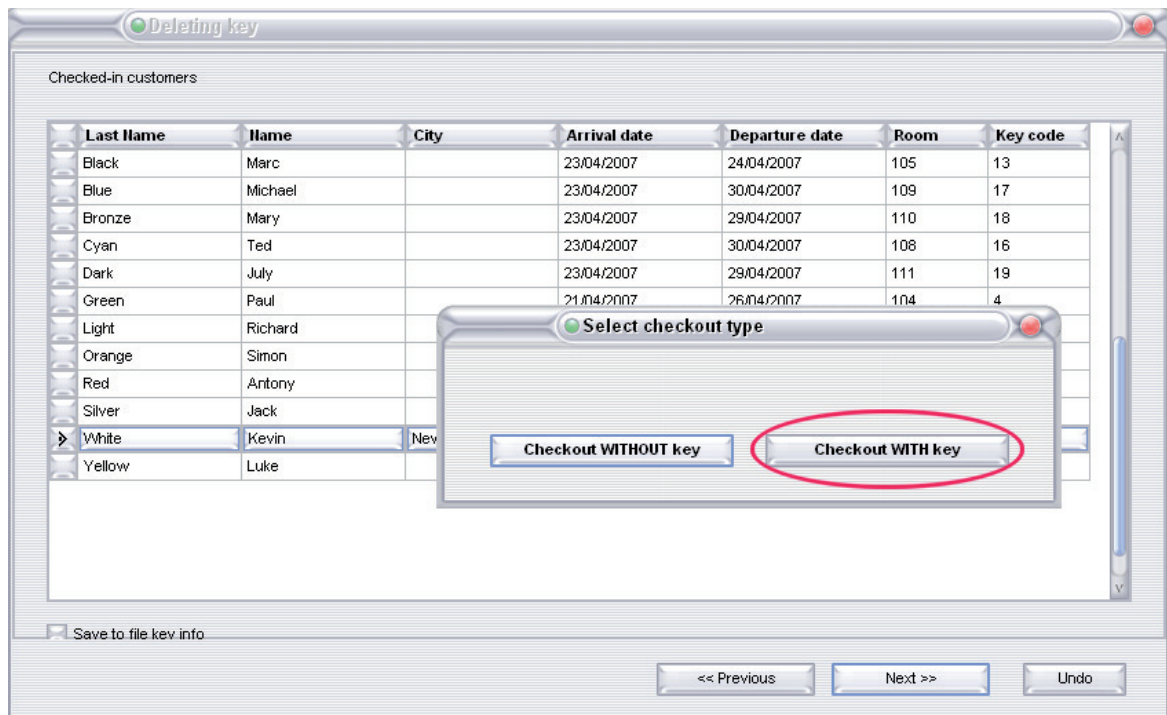 Deleting key
Checked-in customers
Last Name Name City Arrival date Departure date Room Key code
Black Marc 23/04/2007 24/04/2007 105 13
Blue Michael 23/04/2007 30/04/2007 109 17
Bronze Mary 23/04/2007 29/04/2007 110 18
Cyan Ted 23/04/2007 30/04/2007 108 16
Dark July 23/04/2007 29/04/2007 111 19
Green Paul 21/04/2007 26/04/2007 104 4
Light Richard
Orange Simon
Red Antony
Silver Jack
> White Kevin New
Yellow Luke
Select checkout type
Checkout WITHOUT key Checkout WITH key
Save to file key info
<< Previous Next >> Undo